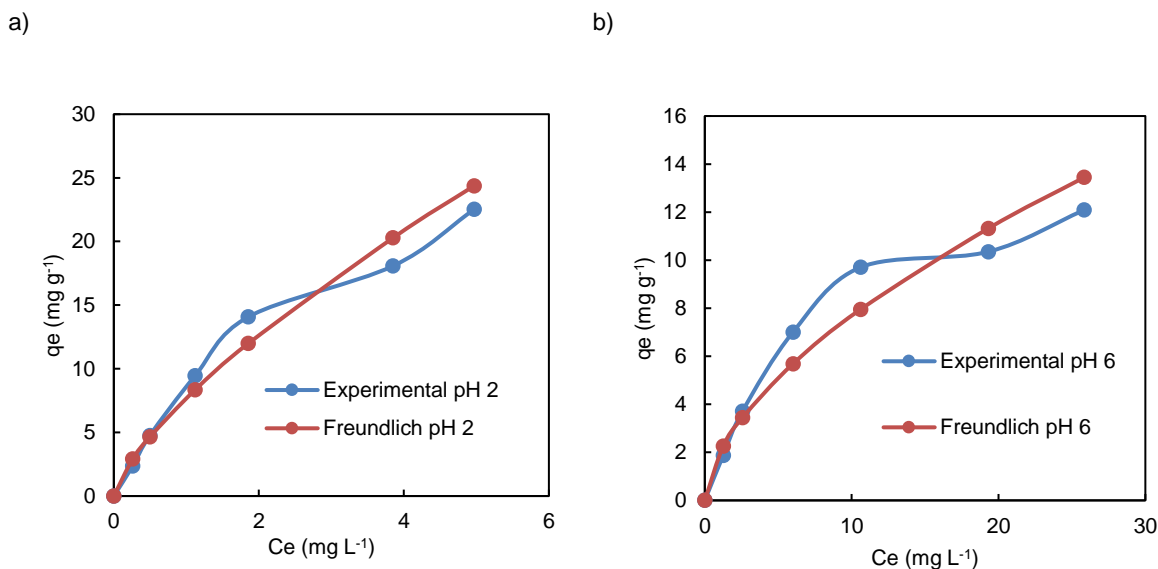 a)
30
25
20
15
10
5
0
qe (mg g⁻¹)
Experimental pH 2
Freundlich pH 2
0 2 4 6
Ce (mg L⁻¹)
b)
16
14
12
10
8
6
4
2
0
qe (mg g⁻¹)
Experimental pH 6
Freundlich pH 6
0 10 20 30
Ce (mg L⁻¹)